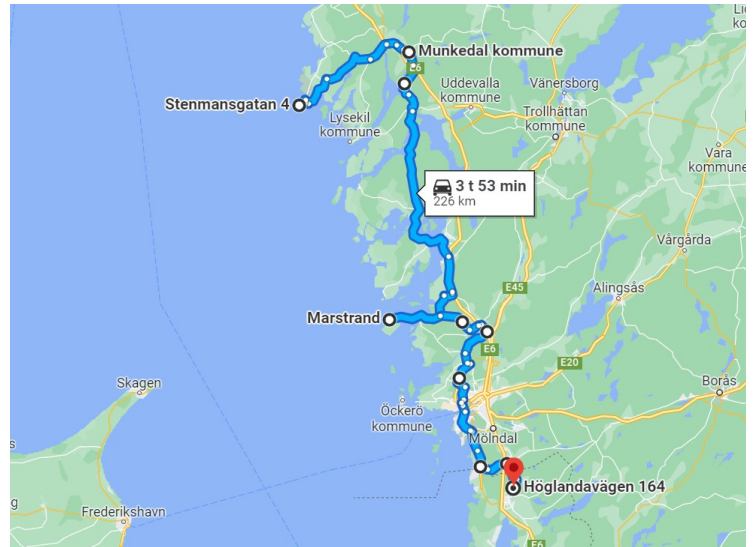 Munkedal kommune
E6
Stenmansgatan 4
Uddevalla
kommune
Vänersborg
Trollhättan
kommune
Lysekil
kommune
Vara
kommune
3 t 53 min
226 km
Vårgårda
E45
Alingsås
Marstrand
E6
E20
Skagen
Borås
Öckerö
kommune
Mölndal
Höglandavägen 164
Frederikshavn
E6